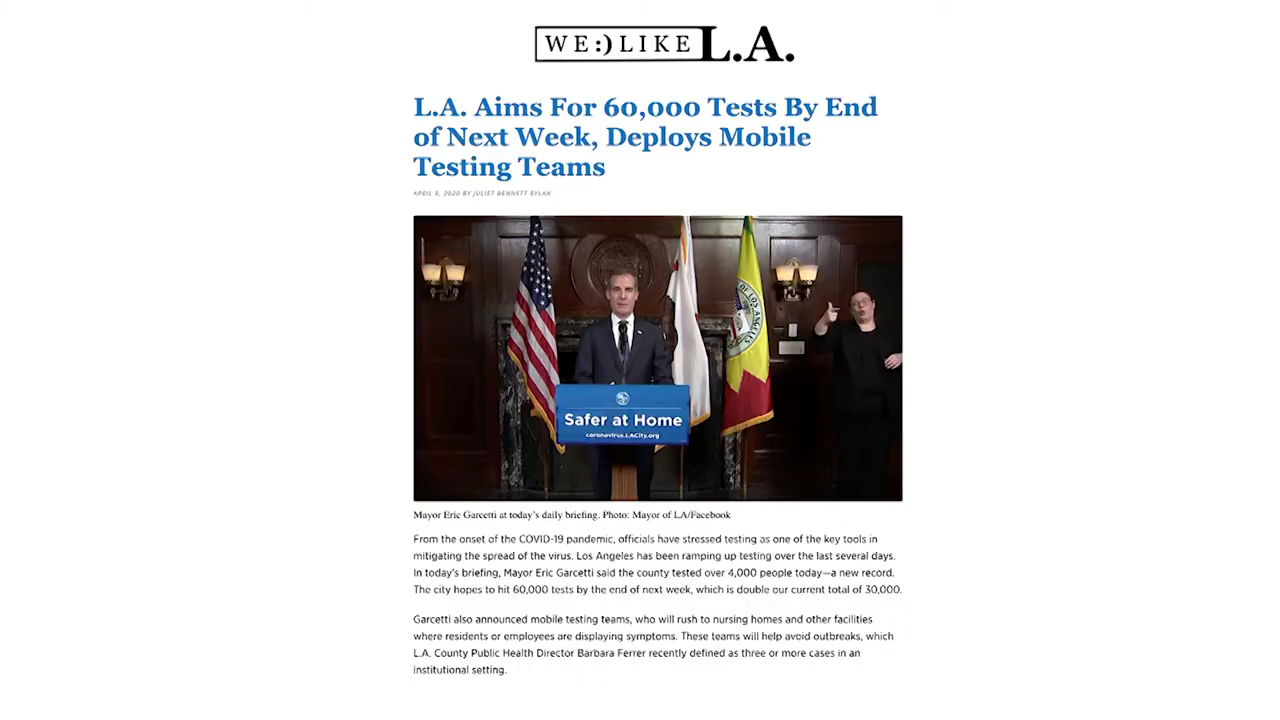 WE:)LIKE L.A.
L.A. Aims For 60,000 Tests By End
of Next Week, Deploys Mobile
Testing Teams
APRIL 9, 2020 BY JULIET BENNETT RYLAH
OF LOS ANGELES
Safer at Home
coronavirus.LACity.org
Mayor Eric Garcetti at today's daily briefing. Photo: Mayor of LA/Facebook
From the onset of the COVID-19 pandemic, officials have stressed testing as one of the key tools in
mitigating the spread of the virus. Los Angeles has been ramping up testing over the last several days.
In today's briefing, Mayor Eric Garcetti said the county tested over 4,000 people today—a new record.
The city hopes to hit 60,000 tests by the end of next week, which is double our current total of 30,000.
Garcetti also announced mobile testing teams, who will rush to nursing homes and other facilities
where residents or employees are displaying symptoms. These teams will help avoid outbreaks, which
L.A. County Public Health Director Barbara Ferrer recently defined as three or more cases in an
institutional setting.